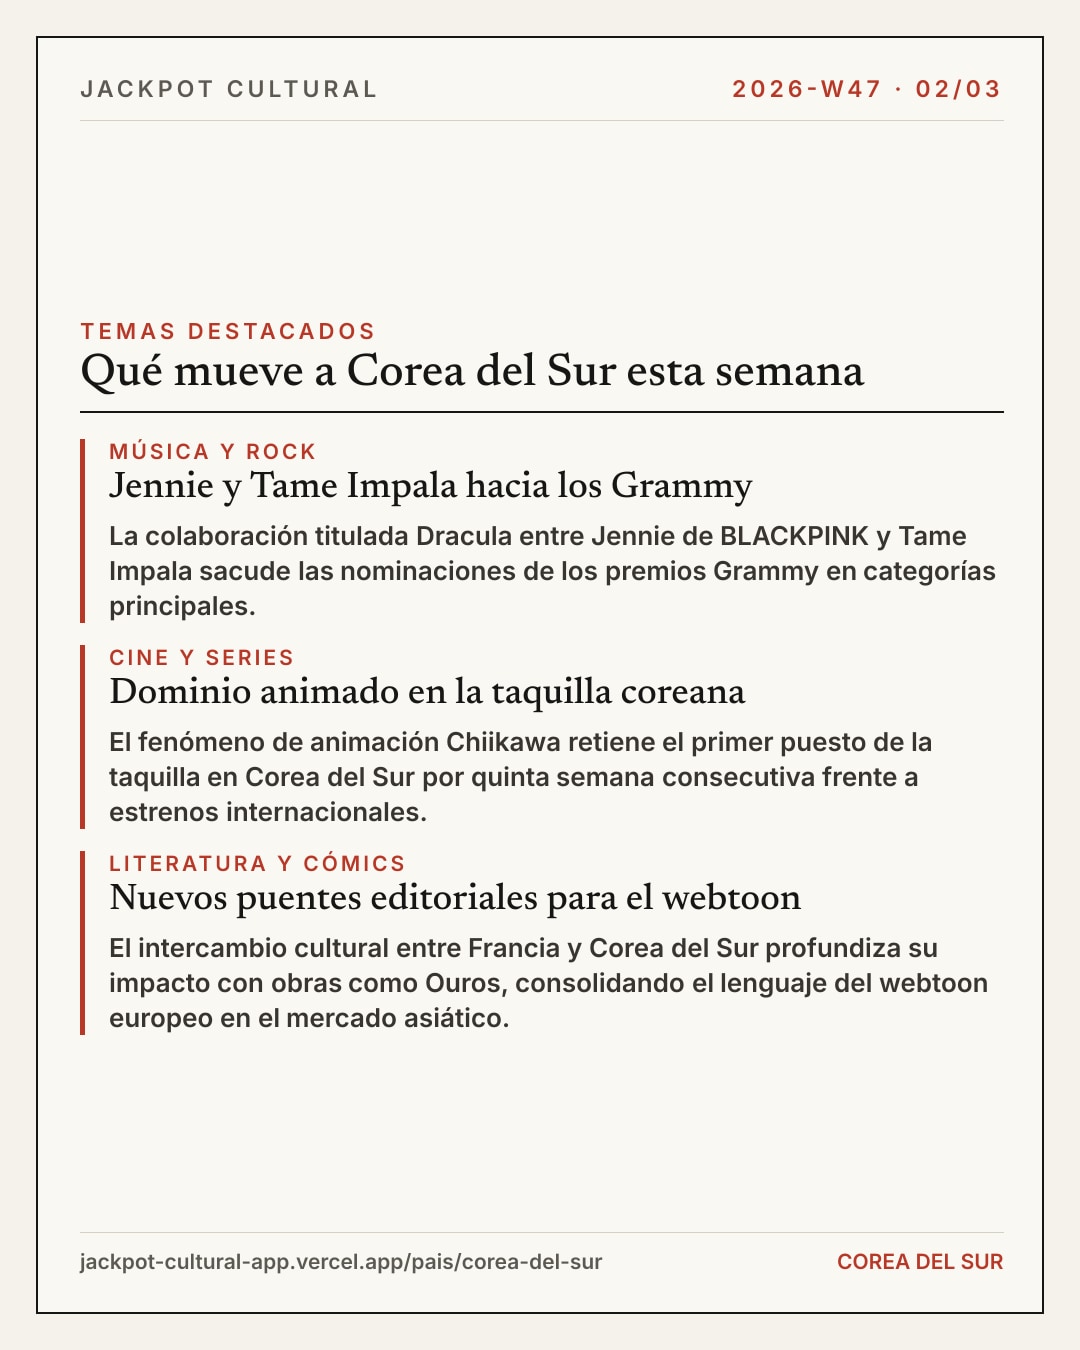 JACKPOT CULTURAL
2026-W47 · 02/03
TEMAS DESTACADOS
Qué mueve a Corea del Sur esta semana
MÚSICA Y ROCK
Jennie y Tame Impala hacia los Grammy
La colaboración titulada Dracula entre Jennie de BLACKPINK y Tame
Impala sacude las nominaciones de los premios Grammy en categorías
principales.
CINE Y SERIES
Dominio animado en la taquilla coreana
El fenómeno de animación Chiikawa retiene el primer puesto de la
taquilla en Corea del Sur por quinta semana consecutiva frente a
estrenos internacionales.
LITERATURA Y CÓMICS
Nuevos puentes editoriales para el webtoon
El intercambio cultural entre Francia y Corea del Sur profundiza su
impacto con obras como Ouros, consolidando el lenguaje del webtoon
europeo en el mercado asiático.
jackpot-cultural-app.vercel.app/pais/corea-del-sur
COREA DEL SUR